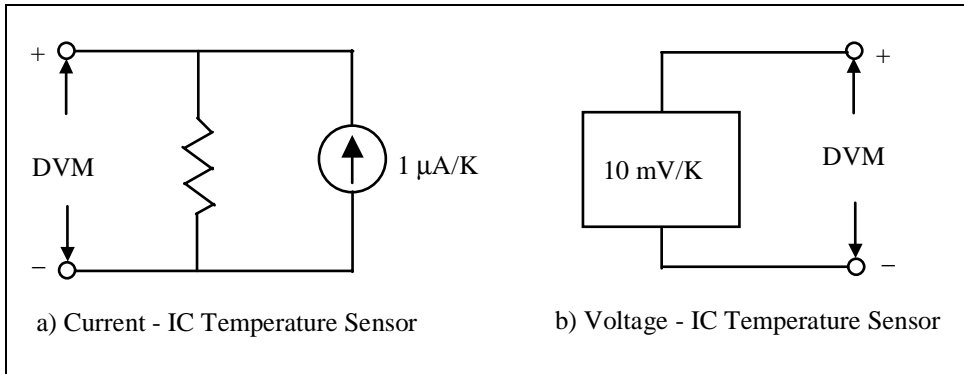 +
DVM
−
1 μA/K
a) Current - IC Temperature Sensor
+
10 mV/K
DVM
−
b) Voltage - IC Temperature Sensor